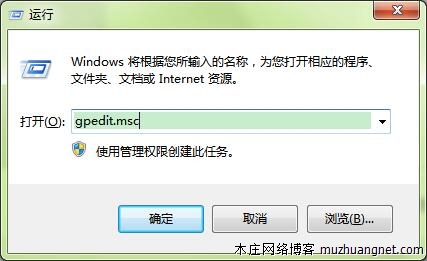 运行
Windows 将根据您所输入的名称，为您打开相应的程序、
文件夹、文档或 Internet 资源。
打开(O): gpedit.msc
使用管理权限创建此任务。
确定 取消 浏览(B)...
本庄网络博客 muzhuangnet.com